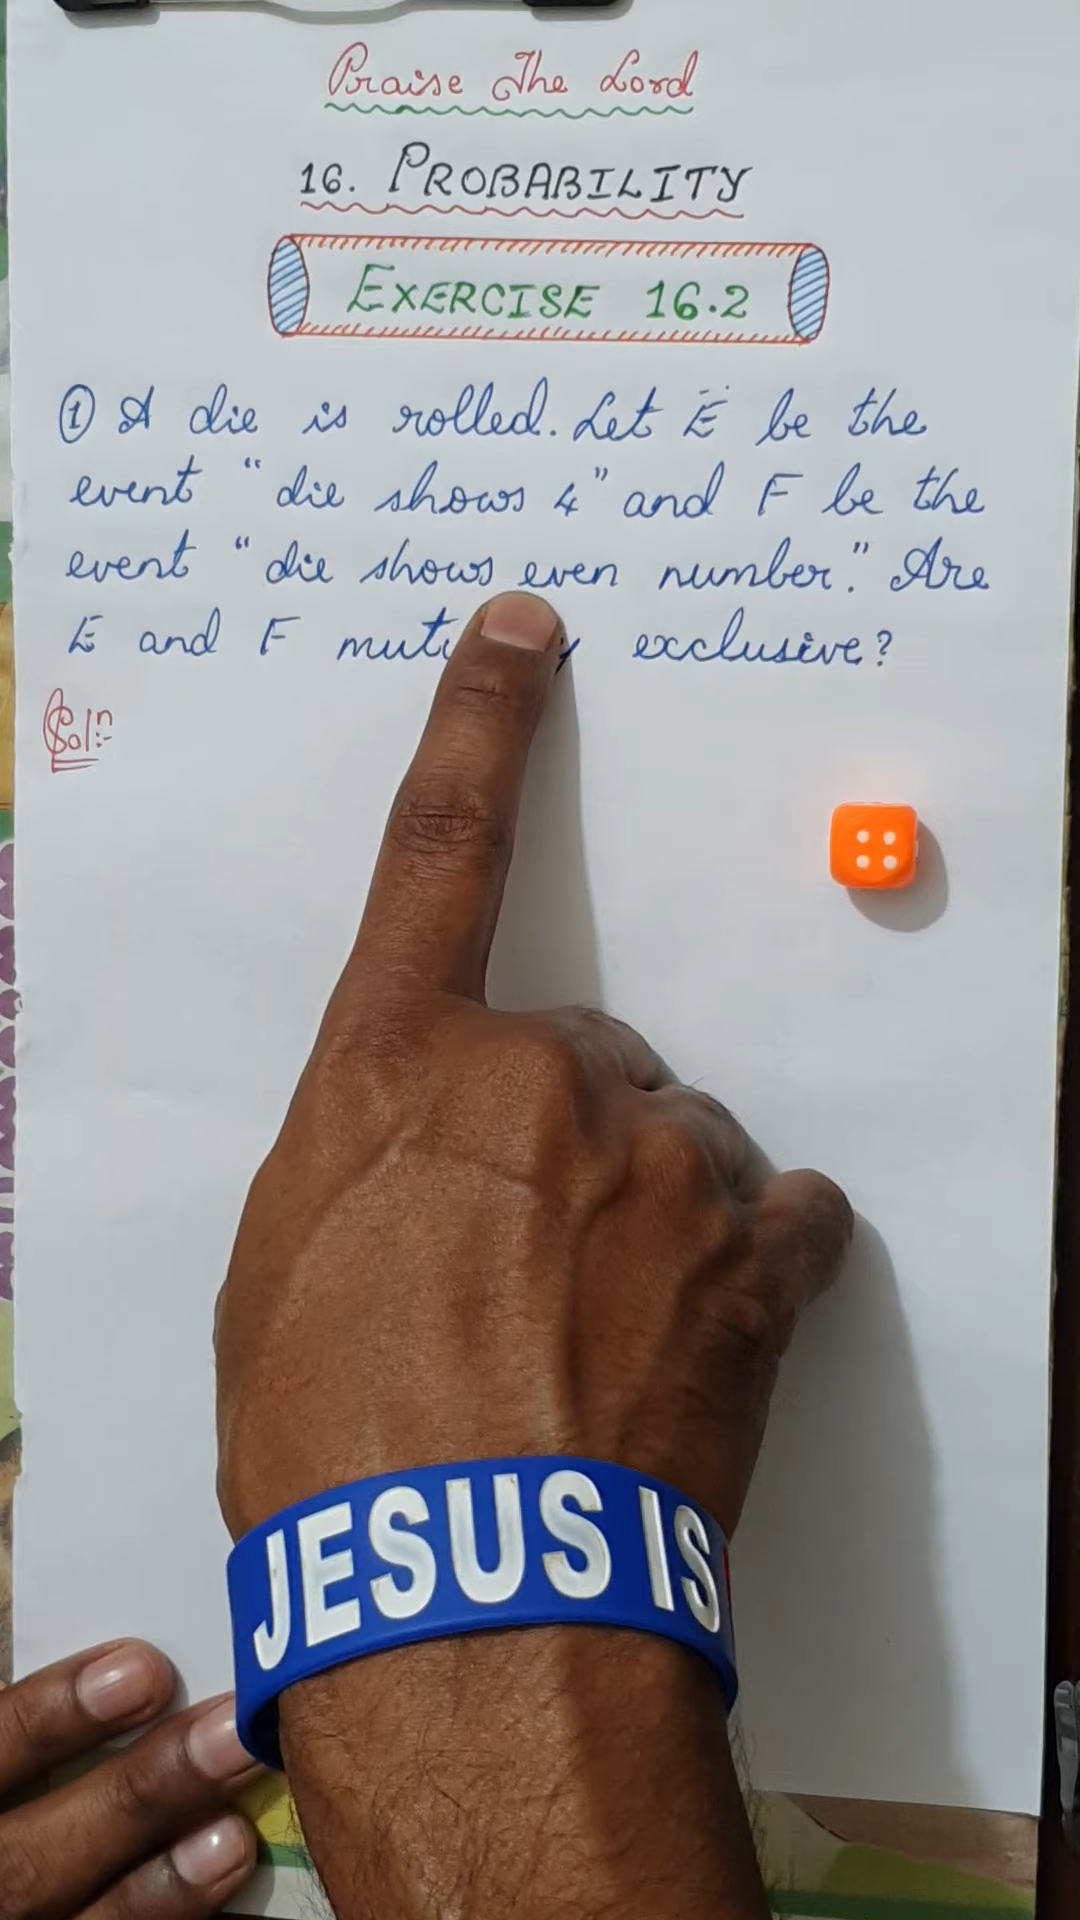 Praise The Lord
16. PROBABILITY
EXERCISE 16.2
① A die is rolled. Let E be the
event "die shows 4" and F be the
event "die shows even number." Are
E and F exclusive?
Soln:-
JESUS IS